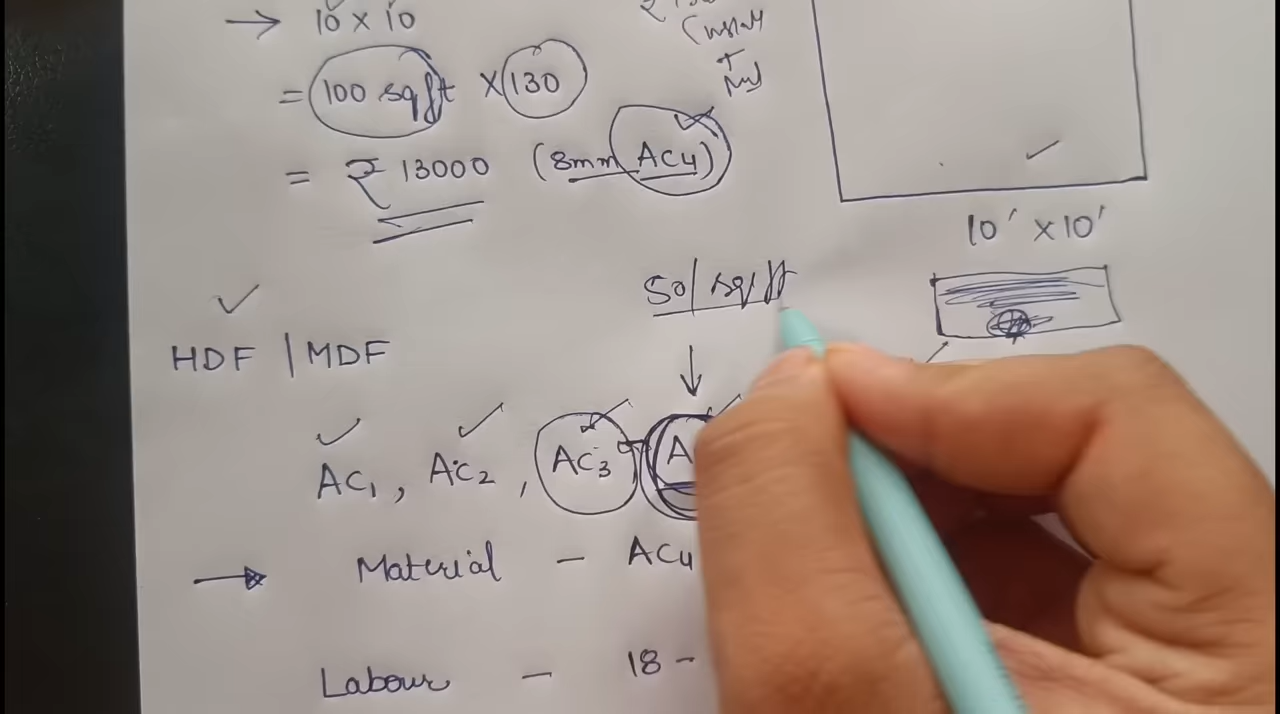 → 10 x 10
= 100 sqft x 130
+
= ₹ 13000 (8mm AC4)
10' x 10'
50/sqft
HDF | MDF
AC1, AC2, AC3
→ Material - AC4
Labour - 18 -